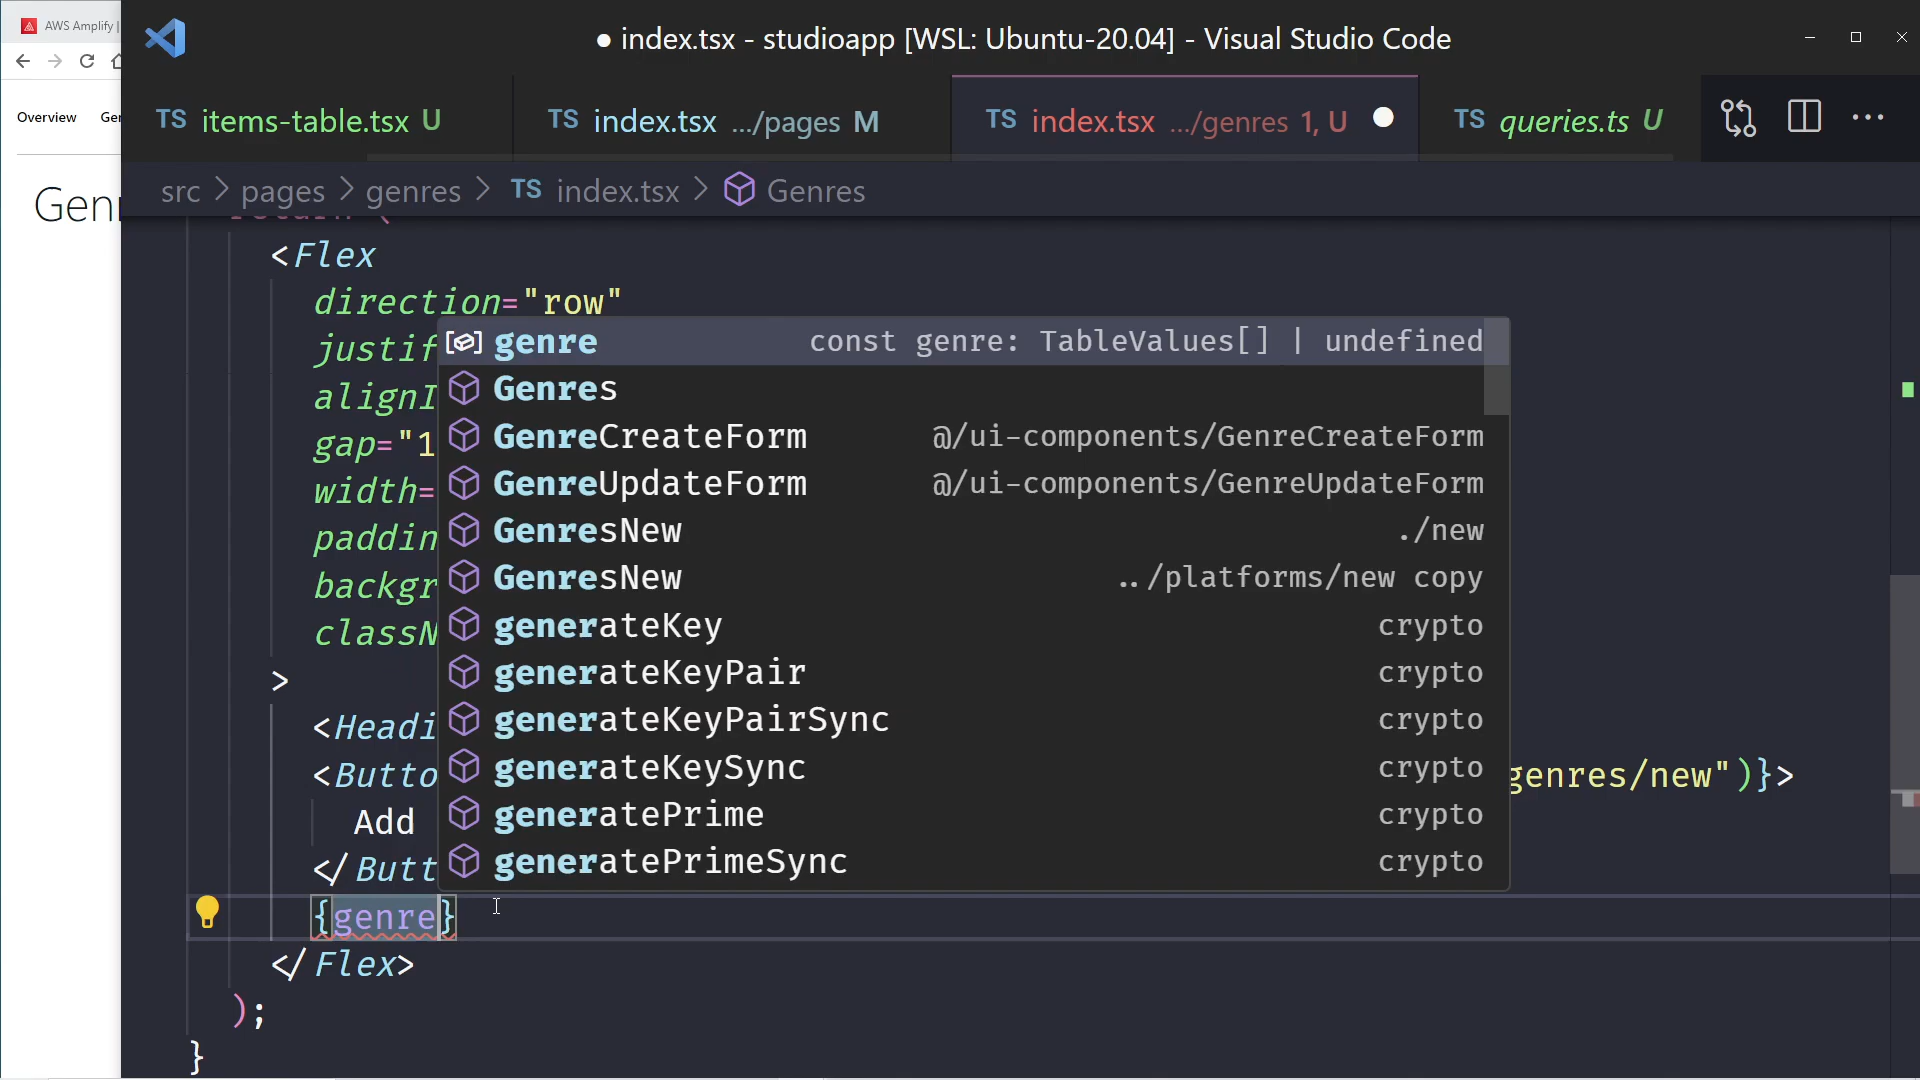 AWS Amplify |
index.tsx - studioapp [WSL: Ubuntu-20.04] - Visual Studio Code
Overview
Gen
TS items-table.tsx U
TS index.tsx .../pages M
TS index.tsx .../genres 1, U
TS queries.ts U
src > pages > genres > TS index.tsx > Genres
Genr
return (
<Flex
direction="row"
justif
alignI
gap="1
width=
paddin
backgr
classN
>
<Headi
<Butto
genres/new")}>
Add
</Butt
{genre}
</Flex>
);
}
genre const genre: TableValues[] | undefined
Genres
GenreCreateForm @/ui-components/GenreCreateForm
GenreUpdateForm @/ui-components/GenreUpdateForm
GenresNew ./new
GenresNew ../platforms/new copy
generateKey crypto
generateKeyPair crypto
generateKeyPairSync crypto
generateKeySync crypto
generatePrime crypto
generatePrimeSync crypto